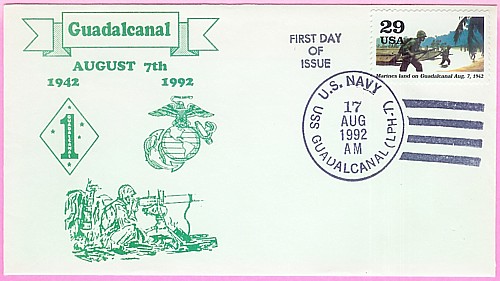 Guadalcanal
AUGUST 7th
1942 1992
GUADALCANAL
1
FIRST DAY
OF
ISSUE
29
USA
Marines land on Guadalcanal Aug. 7, 1942
U.S. NAVY
17
AUG
1992
AM
USS GUADALCANAL (LPH-7)